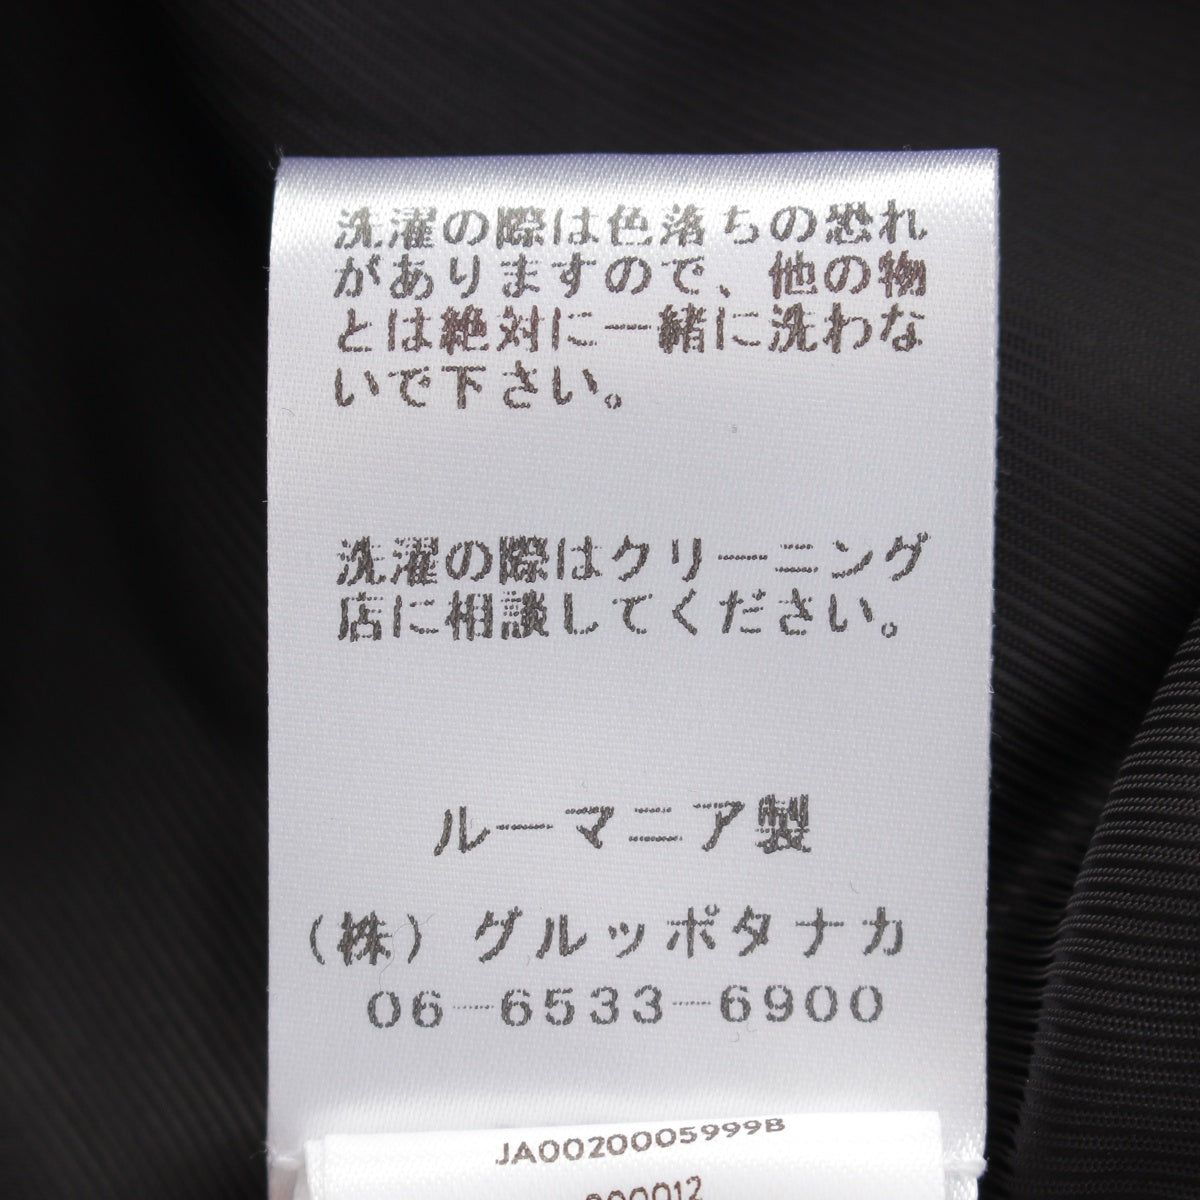 洗濯の際は色落ちの恐れ
がありますので、他の物
とは絶対に一緒に洗わな
いで下さい。
洗濯の際はクリーニング
店に相談してください。
ルーマニア製
(株) グルッポタナカ
06-6533-6900
JA0020005999B
000012